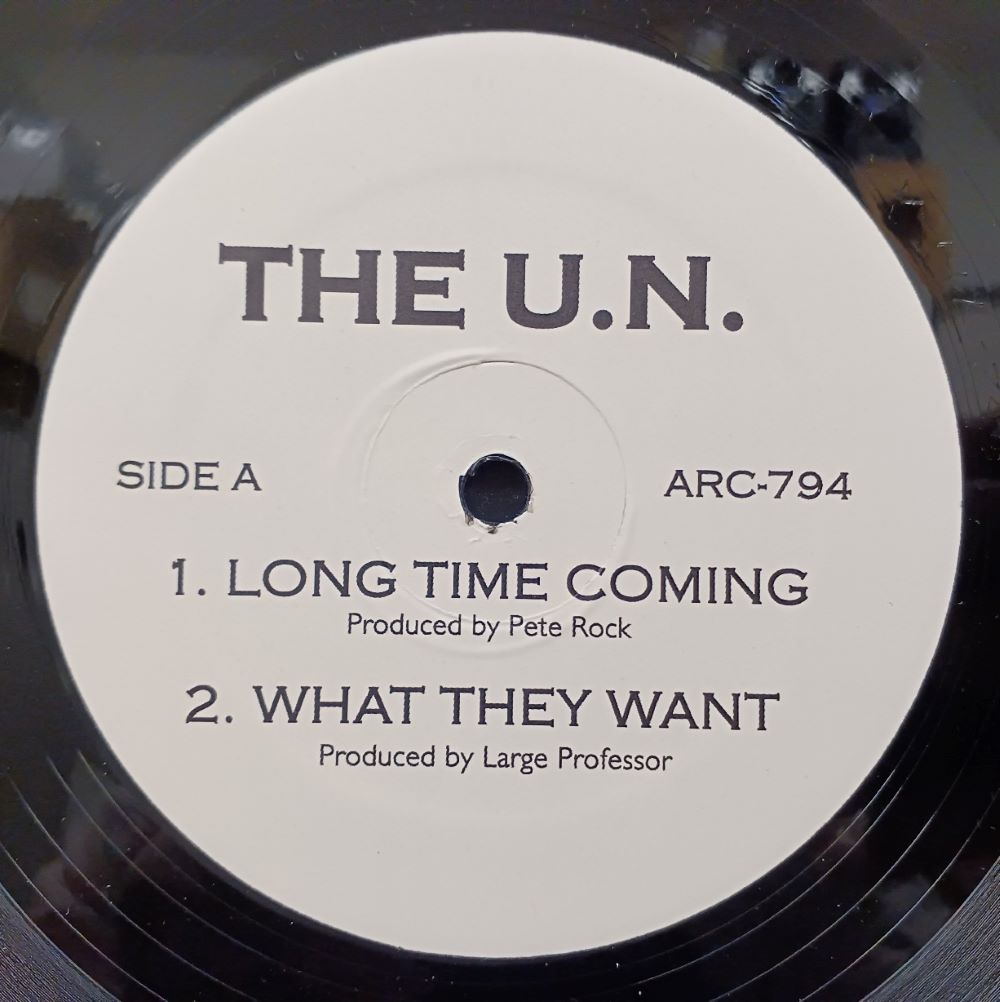 THE U.N.
SIDE A
ARC-794
1. LONG TIME COMING
Produced by Pete Rock
2. WHAT THEY WANT
Produced by Large Professor